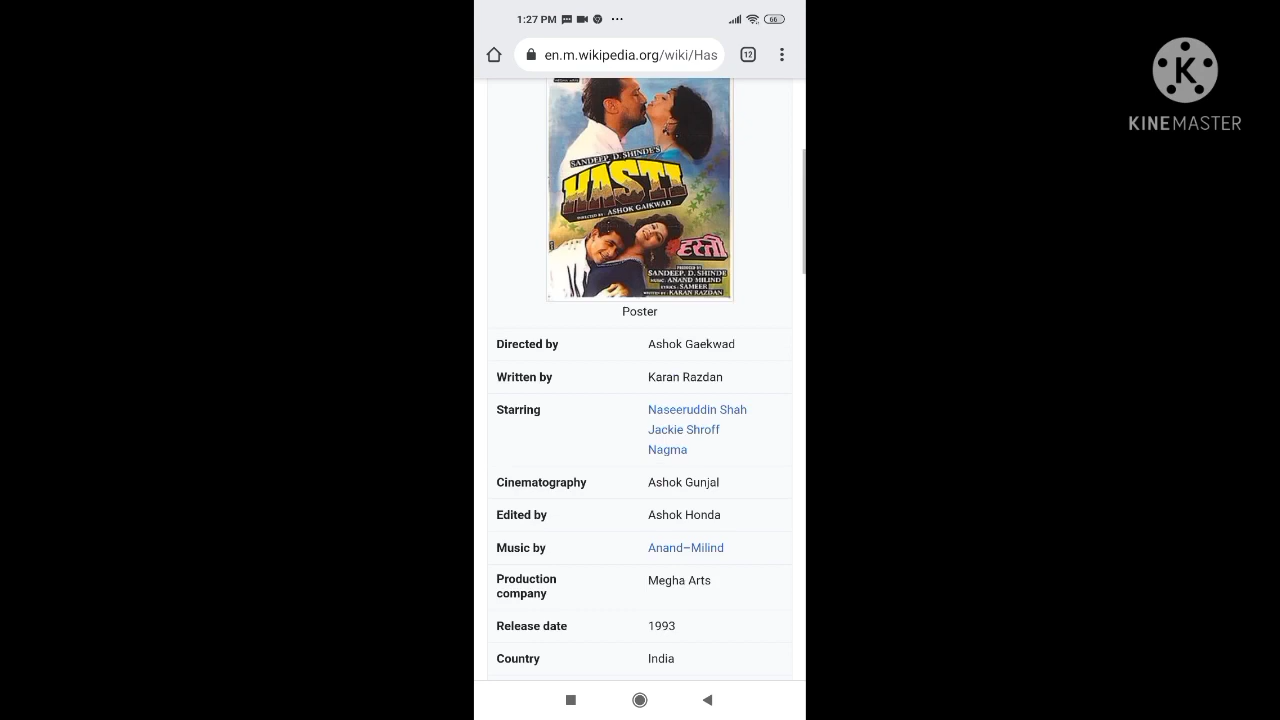 1:27 PM
66
en.m.wikipedia.org/wiki/Has
12
K
KINEMASTER
SANDEEP. D. SHINDE'S
HASTI
DIRECTED BY: ASHOK GAIKWAD
हस्ती
PRODUCED BY
SANDEEP. D. SHINDE
MUSIC: ANAND MILIND
LYRICS: SAMEER
WRITTEN BY: KARAN RAZDAN
Poster
Directed by Ashok Gaekwad
Written by Karan Razdan
Starring Naseeruddin Shah
Jackie Shroff
Nagma
Cinematography Ashok Gunjal
Edited by Ashok Honda
Music by Anand–Milind
Production company Megha Arts
Release date 1993
Country India